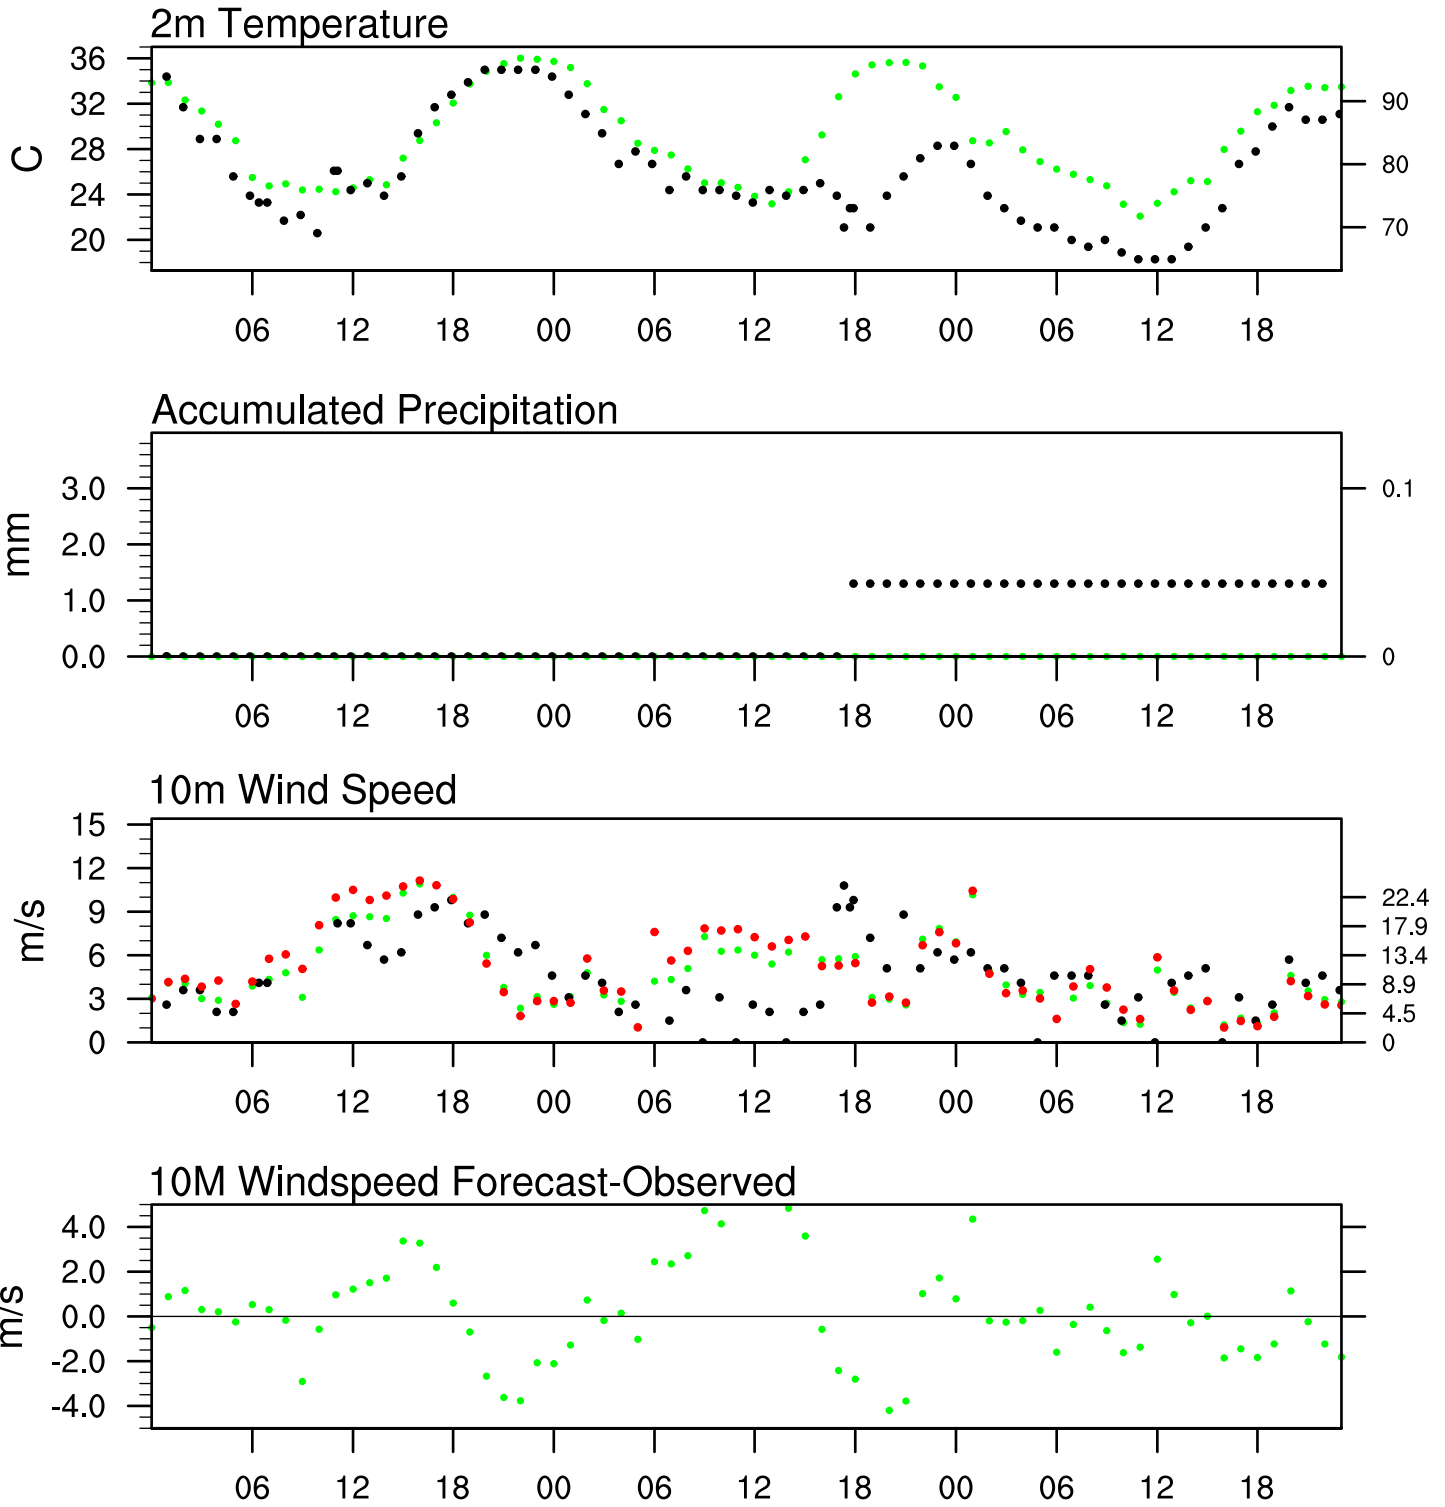 2m Temperature
C
36
32
28
24
20
90
80
70
06 12 18 00 06 12 18 00 06 12 18
Accumulated Precipitation
mm
3.0
2.0
1.0
0.0
0.1
0
06 12 18 00 06 12 18 00 06 12 18
10m Wind Speed
m/s
15
12
9
6
3
0
22.4
17.9
13.4
8.9
4.5
0
06 12 18 00 06 12 18 00 06 12 18
10M Windspeed Forecast-Observed
m/s
4.0
2.0
0.0
-2.0
-4.0
06 12 18 00 06 12 18 00 06 12 18